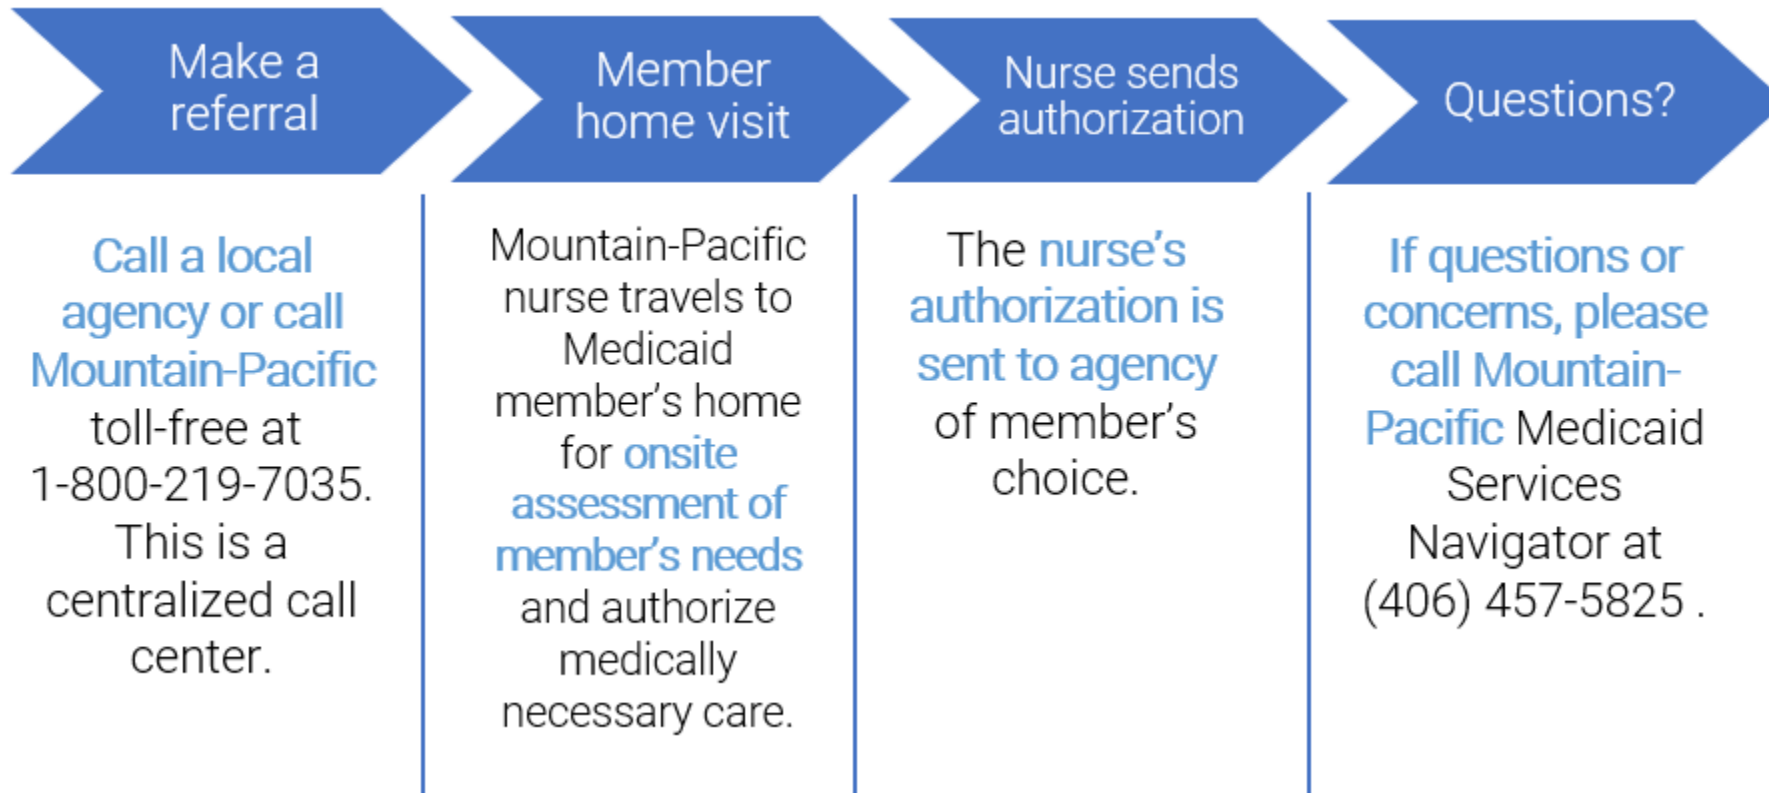 Make a
referral
Member
home visit
Nurse sends
authorization
Questions?
Call a local
agency or call
Mountain-Pacific
toll-free at
1-800-219-7035.
This is a
centralized call
center.
Mountain-Pacific
nurse travels to
Medicaid
member’s home
for onsite
assessment of
member’s needs
and authorize
medically
necessary care.
The nurse’s
authorization is
sent to agency
of member’s
choice.
If questions or
concerns, please
call Mountain-
Pacific Medicaid
Services
Navigator at
(406) 457-5825 .